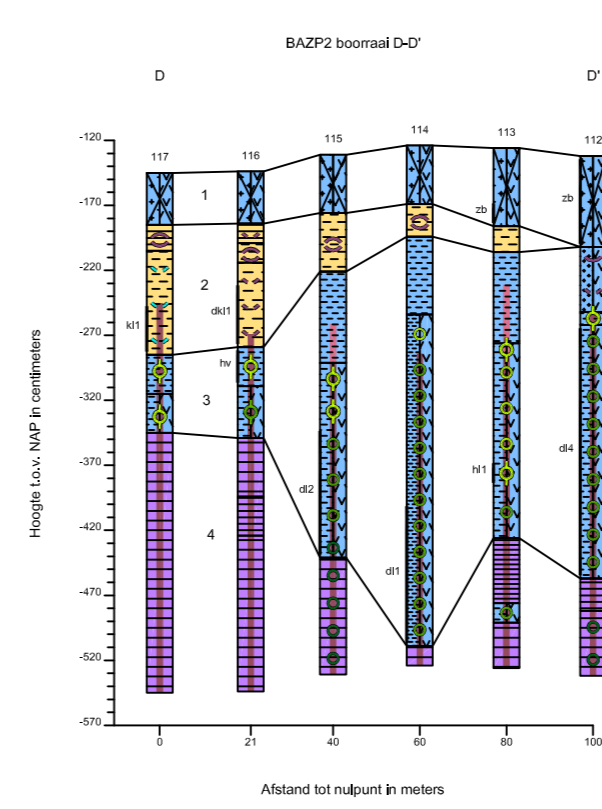 BAZP2 boorraai D-D'
D D'
114
115 113
112
117 116
-120
1
zb
zb
-170
-220
2
dkl1
kl1
-270
hv
3
-320
-370
dl4
hl1
dl2
-420
4
dl1
-470
-520
-570
0 21 40 60 80 100
Hoogte t.o.v. NAP in centimeters
Afstand tot nulpunt in meters